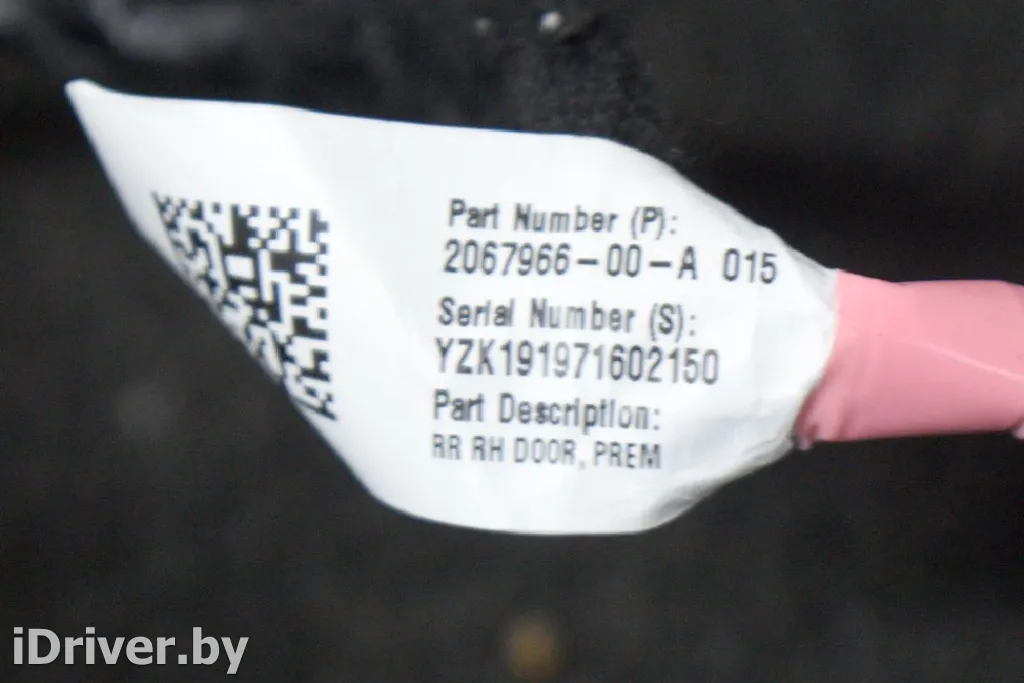 Part Number (P):
2067966-00-A 015
Serial Number (S):
YZK191971602150
Part Description:
RR RH DOOR, PREM
iDriver.by